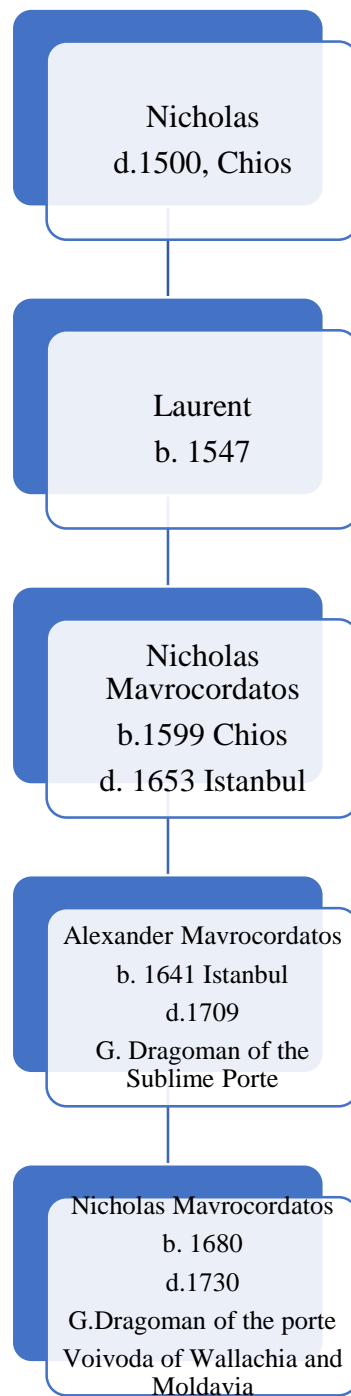 Nicholas
d.1500, Chios
Laurent
b. 1547
Nicholas
Mavrocordatos
b.1599 Chios
d. 1653 Istanbul
Alexander Mavrocordatos
b. 1641 Istanbul
d.1709
G. Dragoman of the
Sublime Porte
Nicholas Mavrocordatos
b. 1680
d.1730
G.Dragoman of the porte
Voivoda of Wallachia and
Moldavia